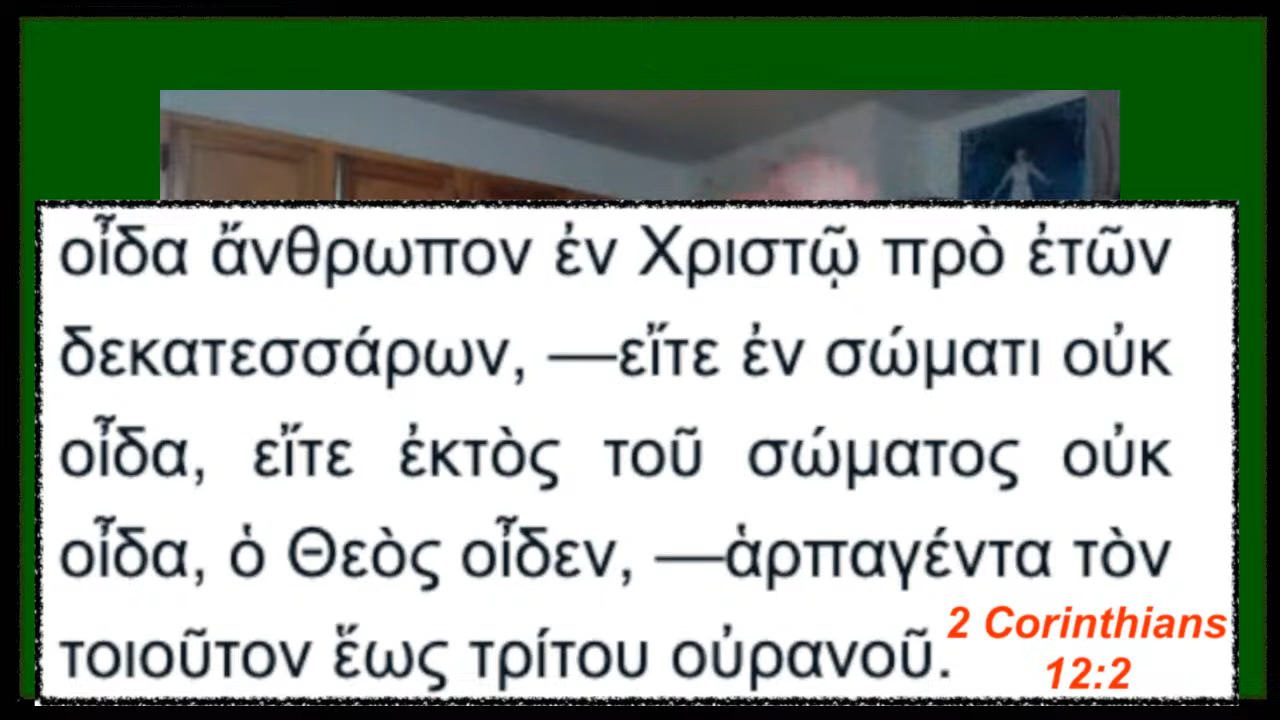 οἶδα ἄνθρωπον ἐν Χριστῷ πρὸ ἐτῶν
δεκατεσσάρων, —εἴτε ἐν σώματι οὐκ
οἶδα, εἴτε ἐκτὸς τοῦ σώματος οὐκ
οἶδα, ὁ Θεὸς οἶδεν, —ἁρπαγέντα τὸν
τοιοῦτον ἕως τρίτου οὐρανοῦ.
2 Corinthians
12:2